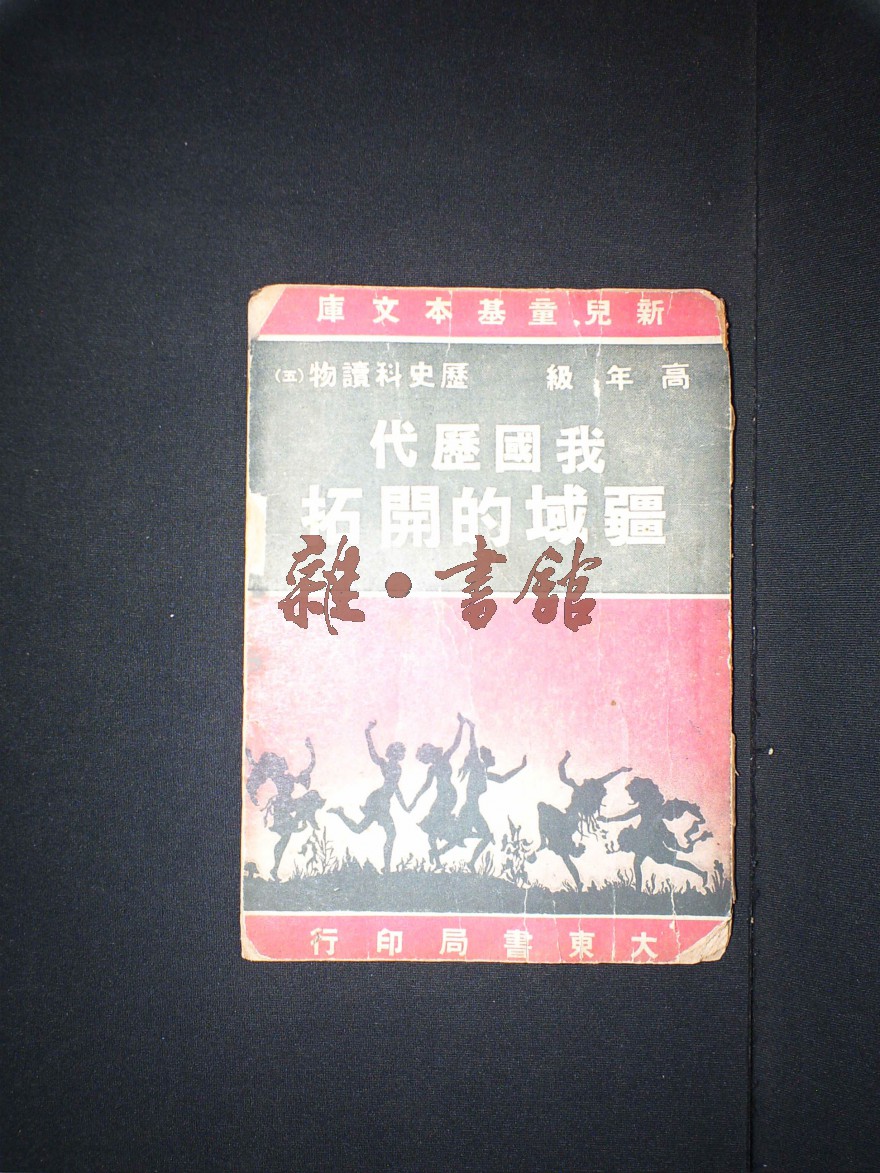 新兒童基本文庫
高年級 歷史科讀物(五)
我國歷代
疆域的開拓
雜·書館
大東書局印行